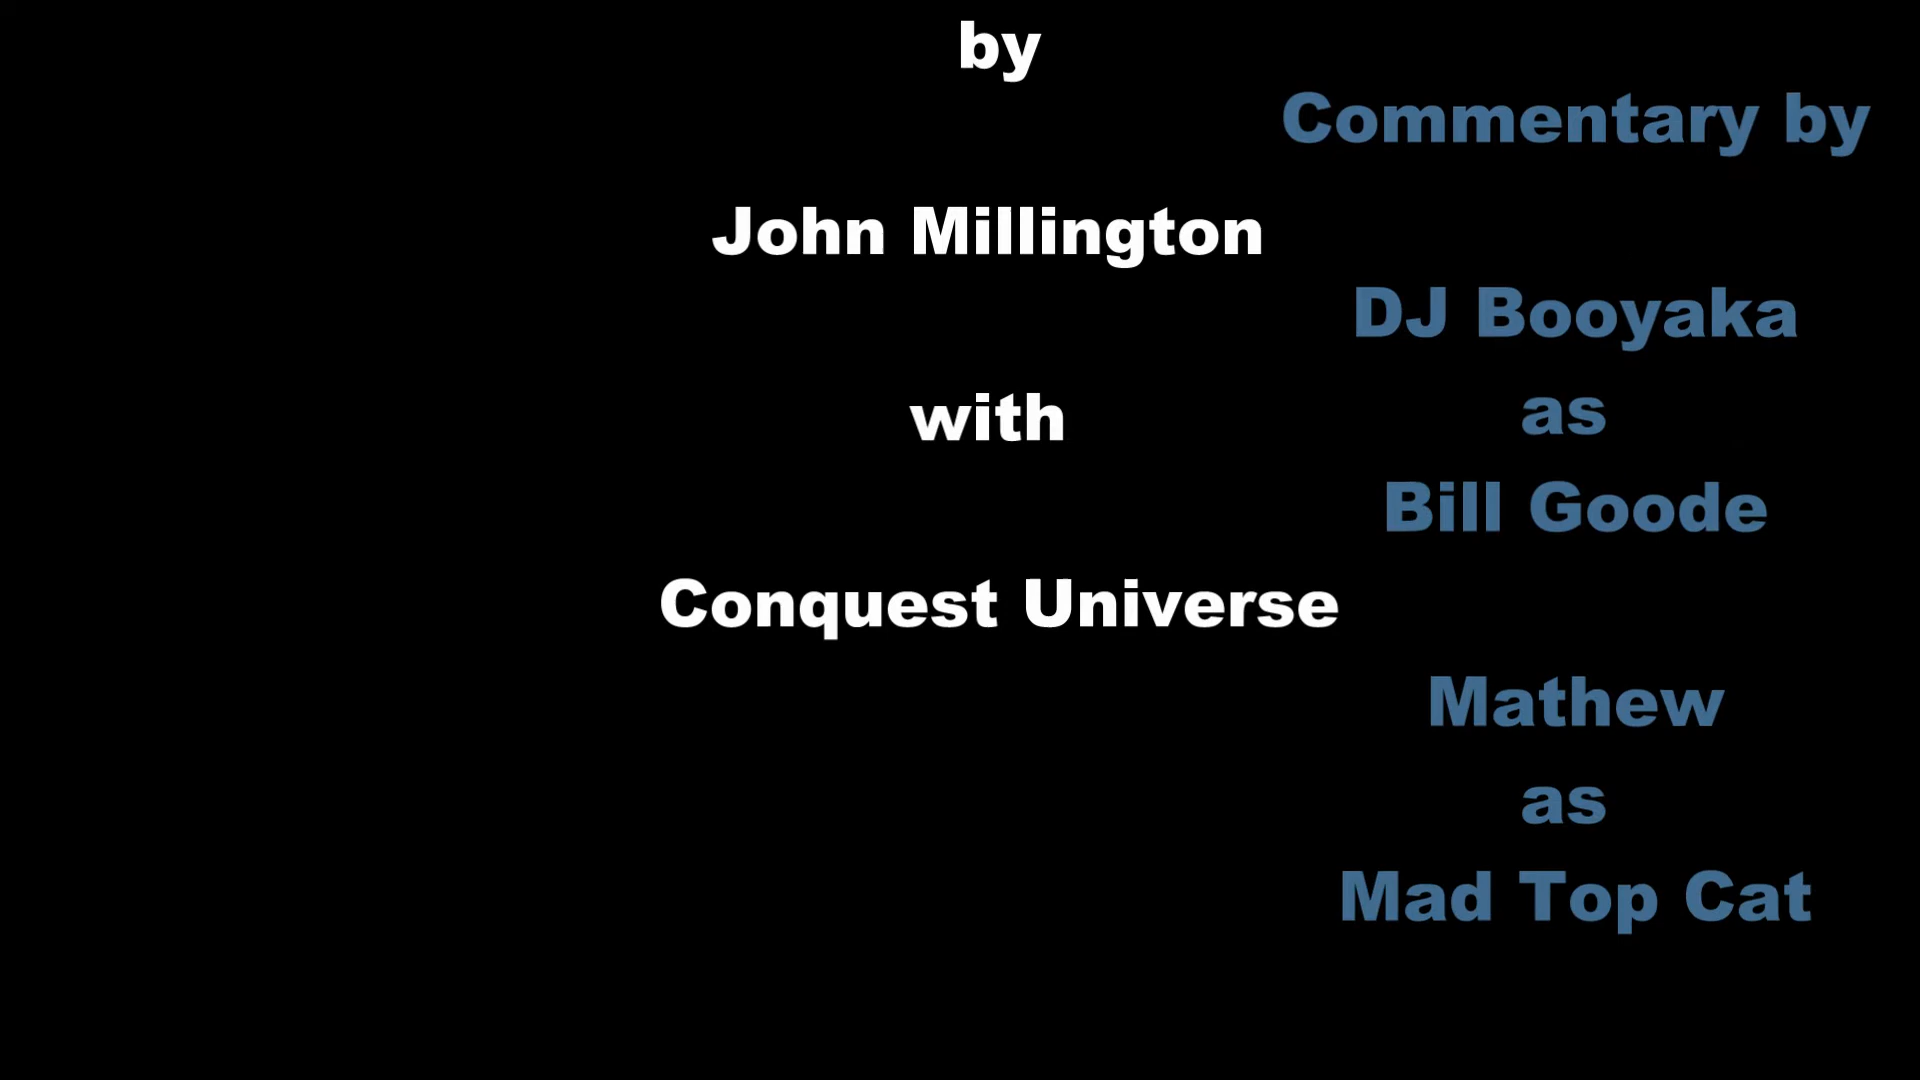 by
John Millington
with
Conquest Universe
Commentary by
DJ Booyaka
as
Bill Goode
Mathew
as
Mad Top Cat